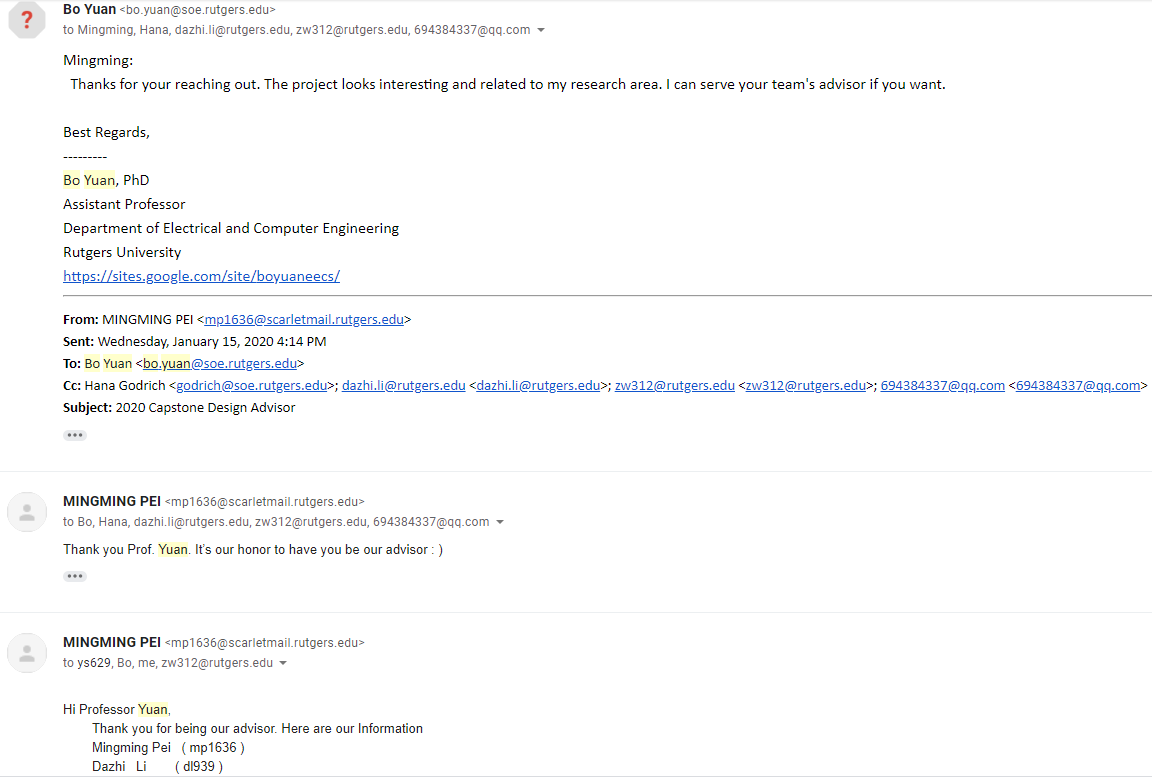 Bo Yuan <bo.yuan@soe.rutgers.edu>
to Mingming, Hana, dazhi.li@rutgers.edu, zw312@rutgers.edu, 694384337@qq.com
Mingming:
Thanks for your reaching out. The project looks interesting and related to my research area. I can serve your team's advisor if you want.
Best Regards,
---------
Bo Yuan, PhD
Assistant Professor
Department of Electrical and Computer Engineering
Rutgers University
https://sites.google.com/site/boyuaneecs/
From: MINGMING PEI <mp1636@scarletmail.rutgers.edu>
Sent: Wednesday, January 15, 2020 4:14 PM
To: Bo Yuan <bo.yuan@soe.rutgers.edu>
Cc: Hana Godrich <godrich@soe.rutgers.edu>; dazhi.li@rutgers.edu <dazhi.li@rutgers.edu>; zw312@rutgers.edu <zw312@rutgers.edu>; 694384337@qq.com <694384337@qq.com>
Subject: 2020 Capstone Design Advisor
MINGMING PEI <mp1636@scarletmail.rutgers.edu>
to Bo, Hana, dazhi.li@rutgers.edu, zw312@rutgers.edu, 694384337@qq.com
Thank you Prof. Yuan. It's our honor to have you be our advisor : )
MINGMING PEI <mp1636@scarletmail.rutgers.edu>
to ys629, Bo, me, zw312@rutgers.edu
Hi Professor Yuan,
Thank you for being our advisor. Here are our Information
Mingming Pei ( mp1636 )
Dazhi Li ( dl939 )